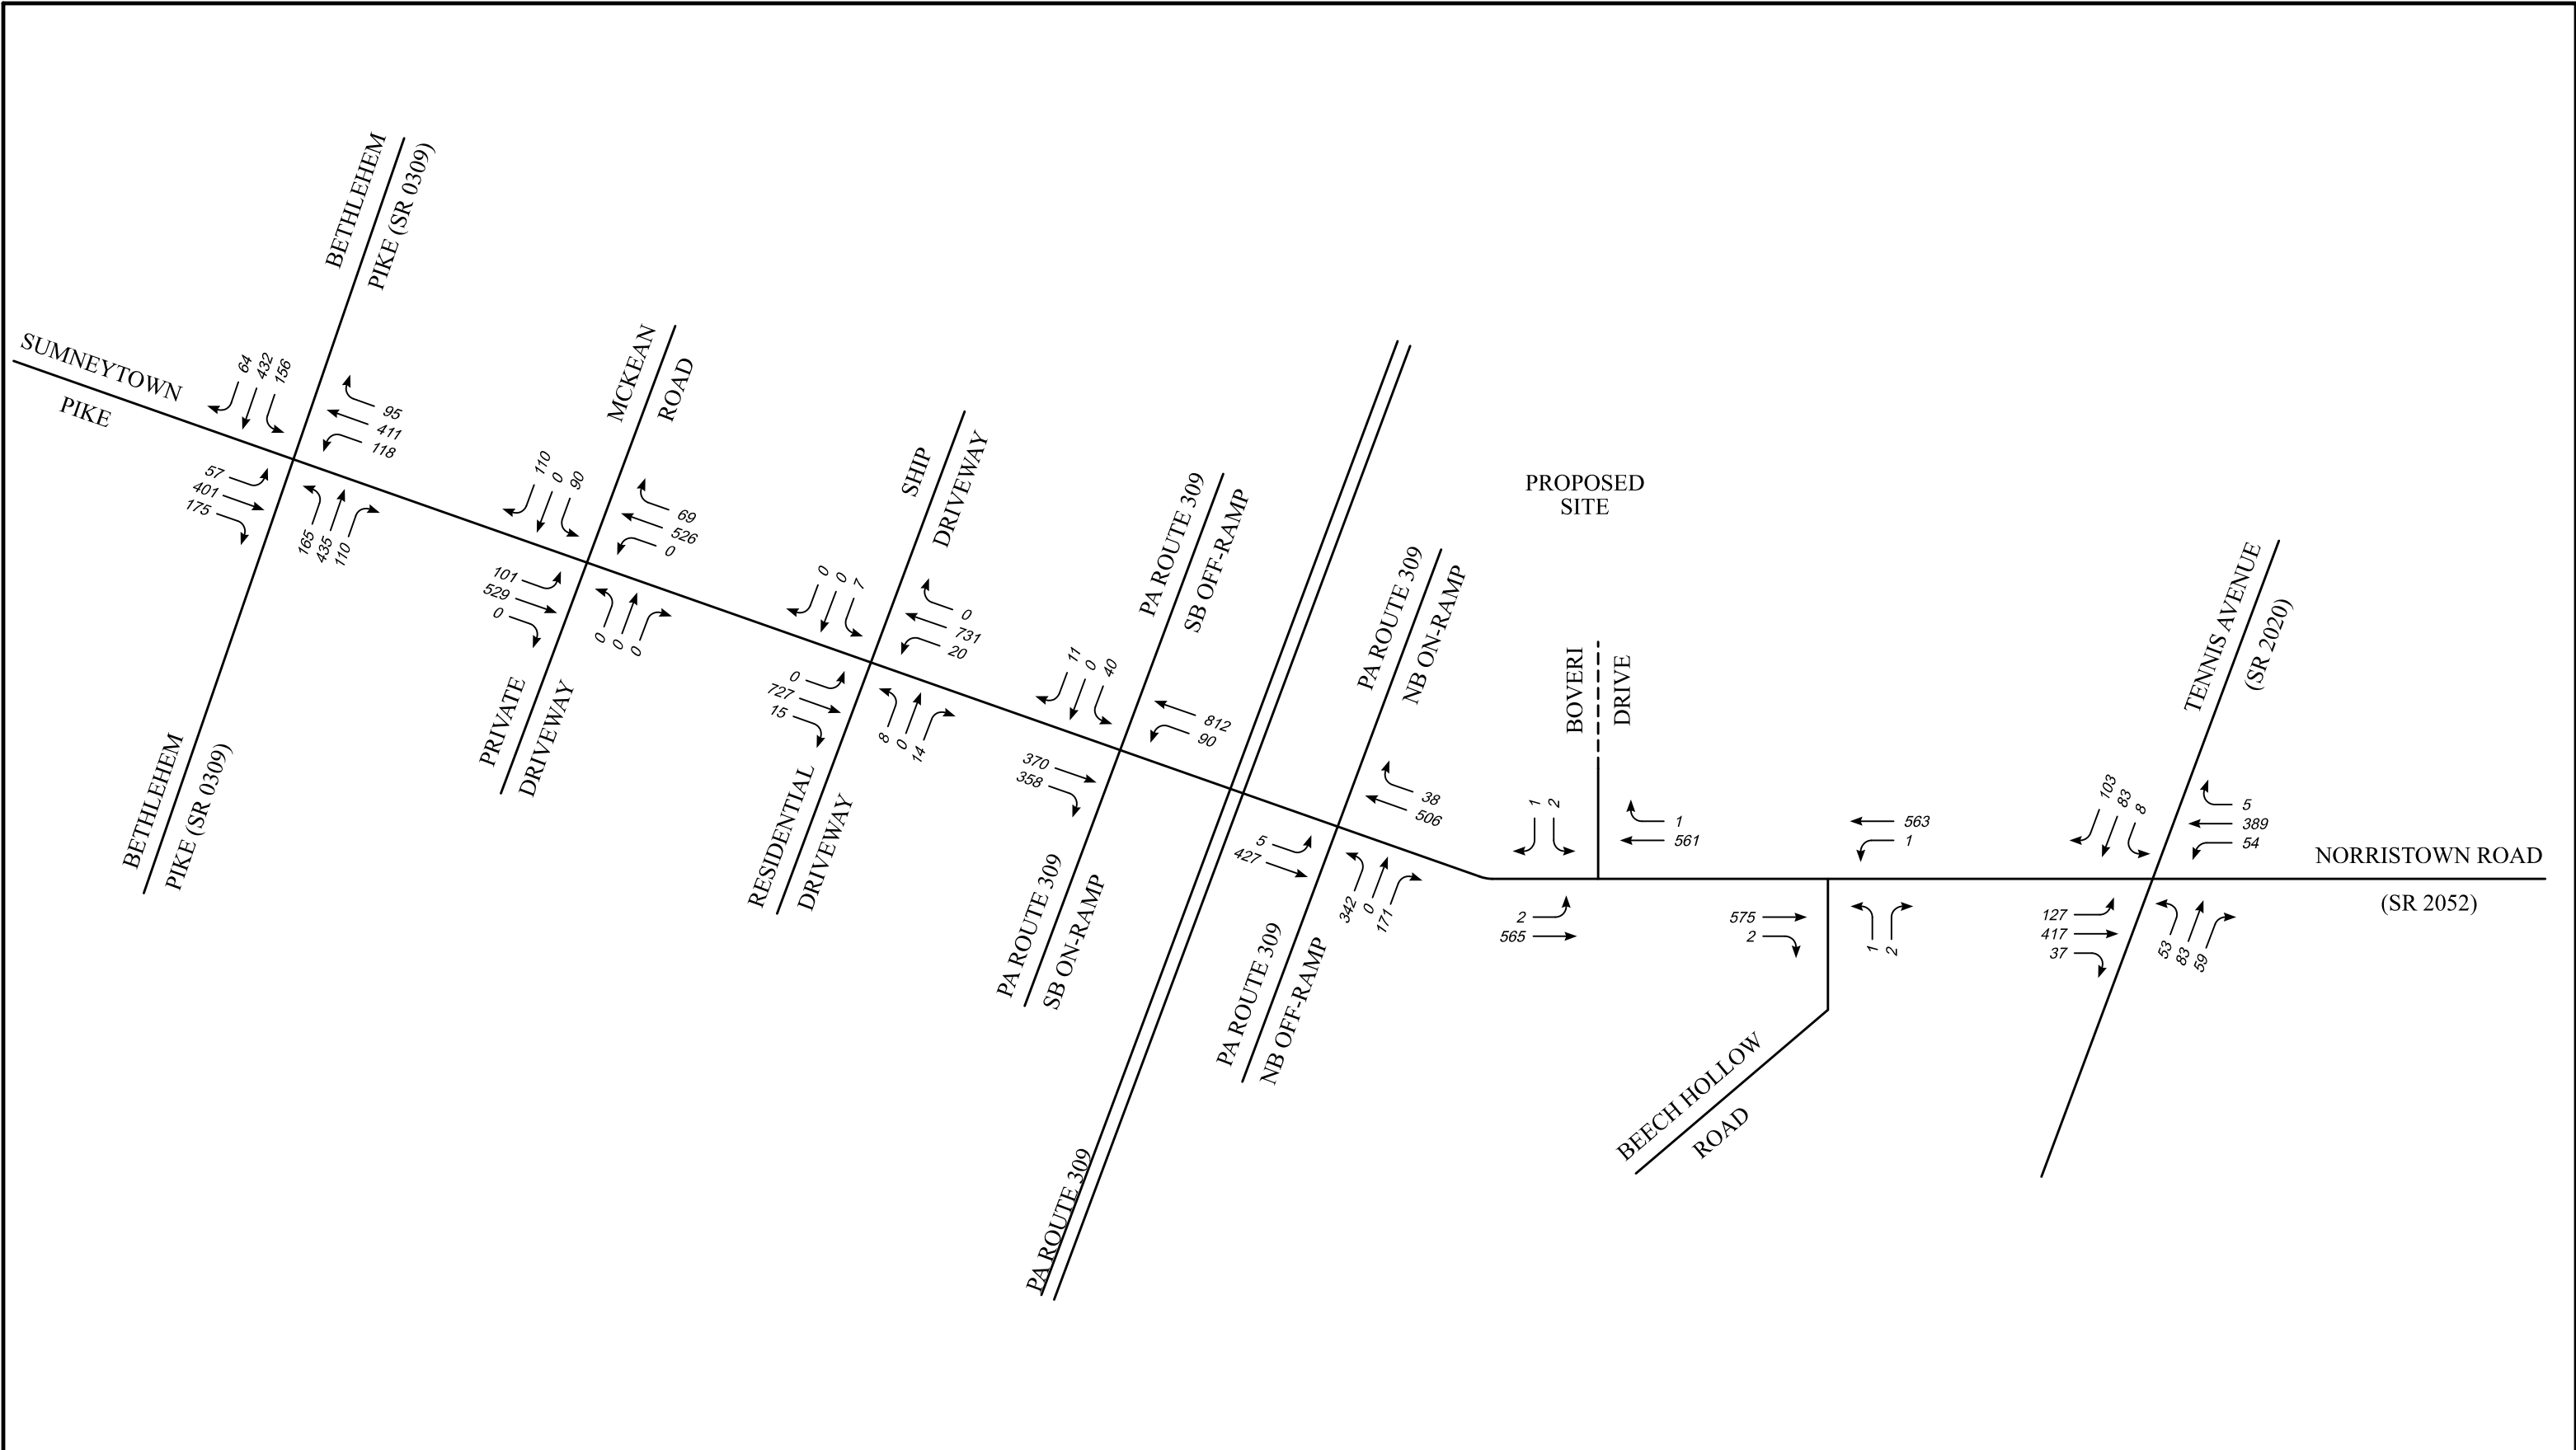 BETHLEHEM
PIKE (SR 0309)
SUMNEYTOWN
PIKE
64
432
156
95
411
118
57
401
175
165
435
110
BETHLEHEM
PIKE (SR 0309)
MCKEAN
ROAD
110
0
90
69
526
0
101
529
0
0
0
0
PRIVATE
DRIVEWAY
SHIP
DRIVEWAY
0
0
7
0
731
20
0
727
15
8
0
14
RESIDENTIAL
DRIVEWAY
PA ROUTE 309
SB OFF-RAMP
11
0
40
812
90
370
358
PA ROUTE 309
SB ON-RAMP
PA ROUTE 309
PA ROUTE 309
NB ON-RAMP
38
506
5
427
342
0
171
PA ROUTE 309
NB OFF-RAMP
PROPOSED
SITE
BOVERI
DRIVE
1
2
1
561
2
565
563
1
575
2
1
2
BEECH HOLLOW
ROAD
TENNIS AVENUE
(SR 2020)
103
83
8
5
389
54
127
417
37
53
83
59
NORRISTOWN ROAD
(SR 2052)